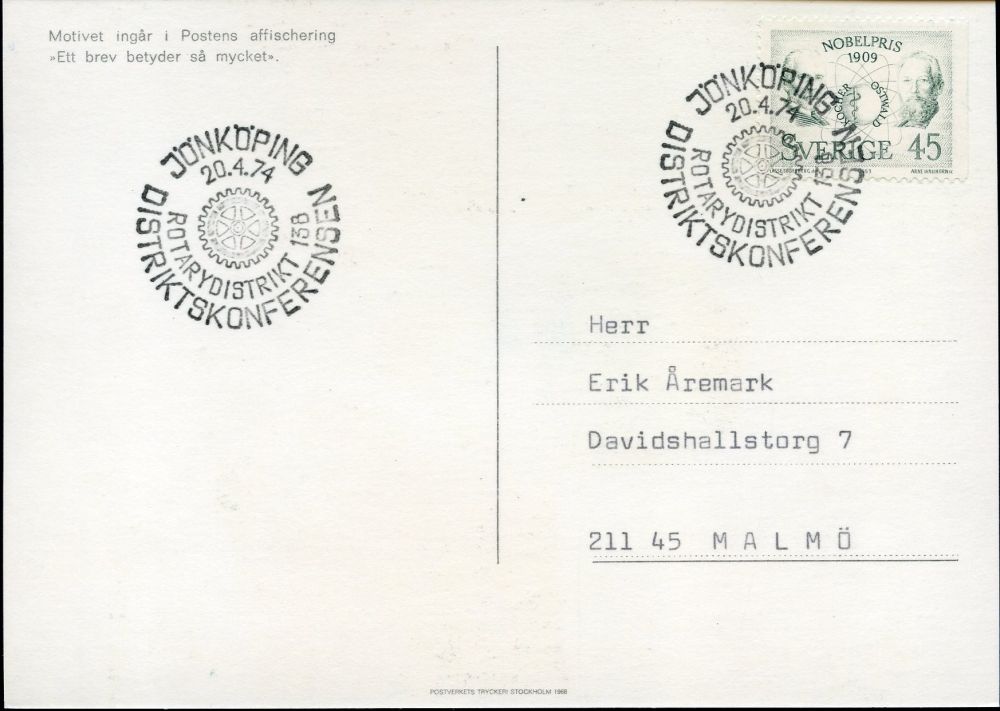 Motivet ingår i Postens affischering
»Ett brev betyder så mycket».
JÖNKÖPING
20.4.74
ROTARYDISTRIKT 138
DISTRIKTSKONFERENSEN
NOBELPRIS
1909
KOCHER
OSTWALD
SVERIGE 45
JÖNKÖPING
20.4.74
ROTARYDISTRIKT 138
DISTRIKTSKONFERENSEN
Herr
Erik Åremark
Davidshallstorg 7
211 45 MALMÖ
POSTVERKETS TRYCKERI STOCKHOLM 1968